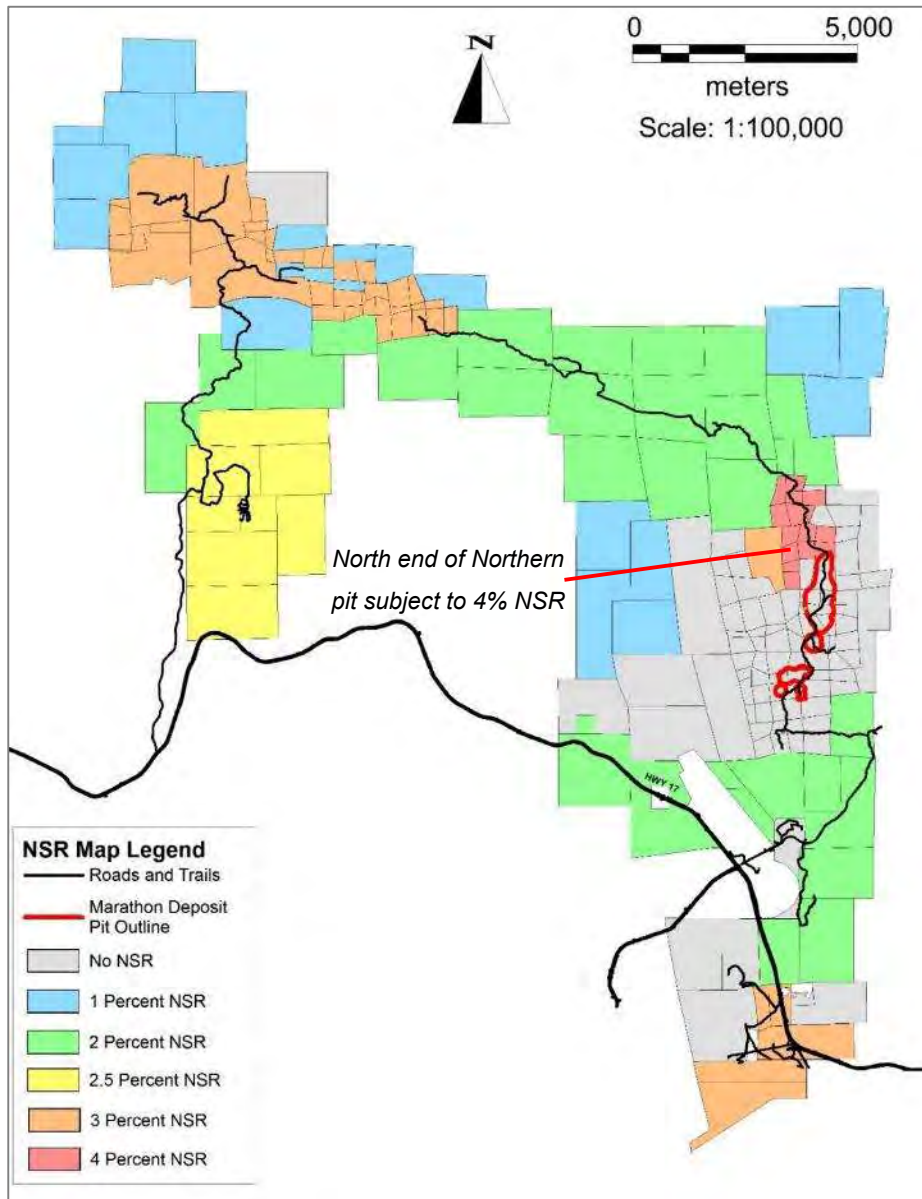 0 5,000
N
meters
Scale: 1:100,000
North end of Northern
pit subject to 4% NSR
HWY 17
NSR Map Legend
Roads and Trails
Marathon Deposit
Pit Outline
No NSR
1 Percent NSR
2 Percent NSR
2.5 Percent NSR
3 Percent NSR
4 Percent NSR